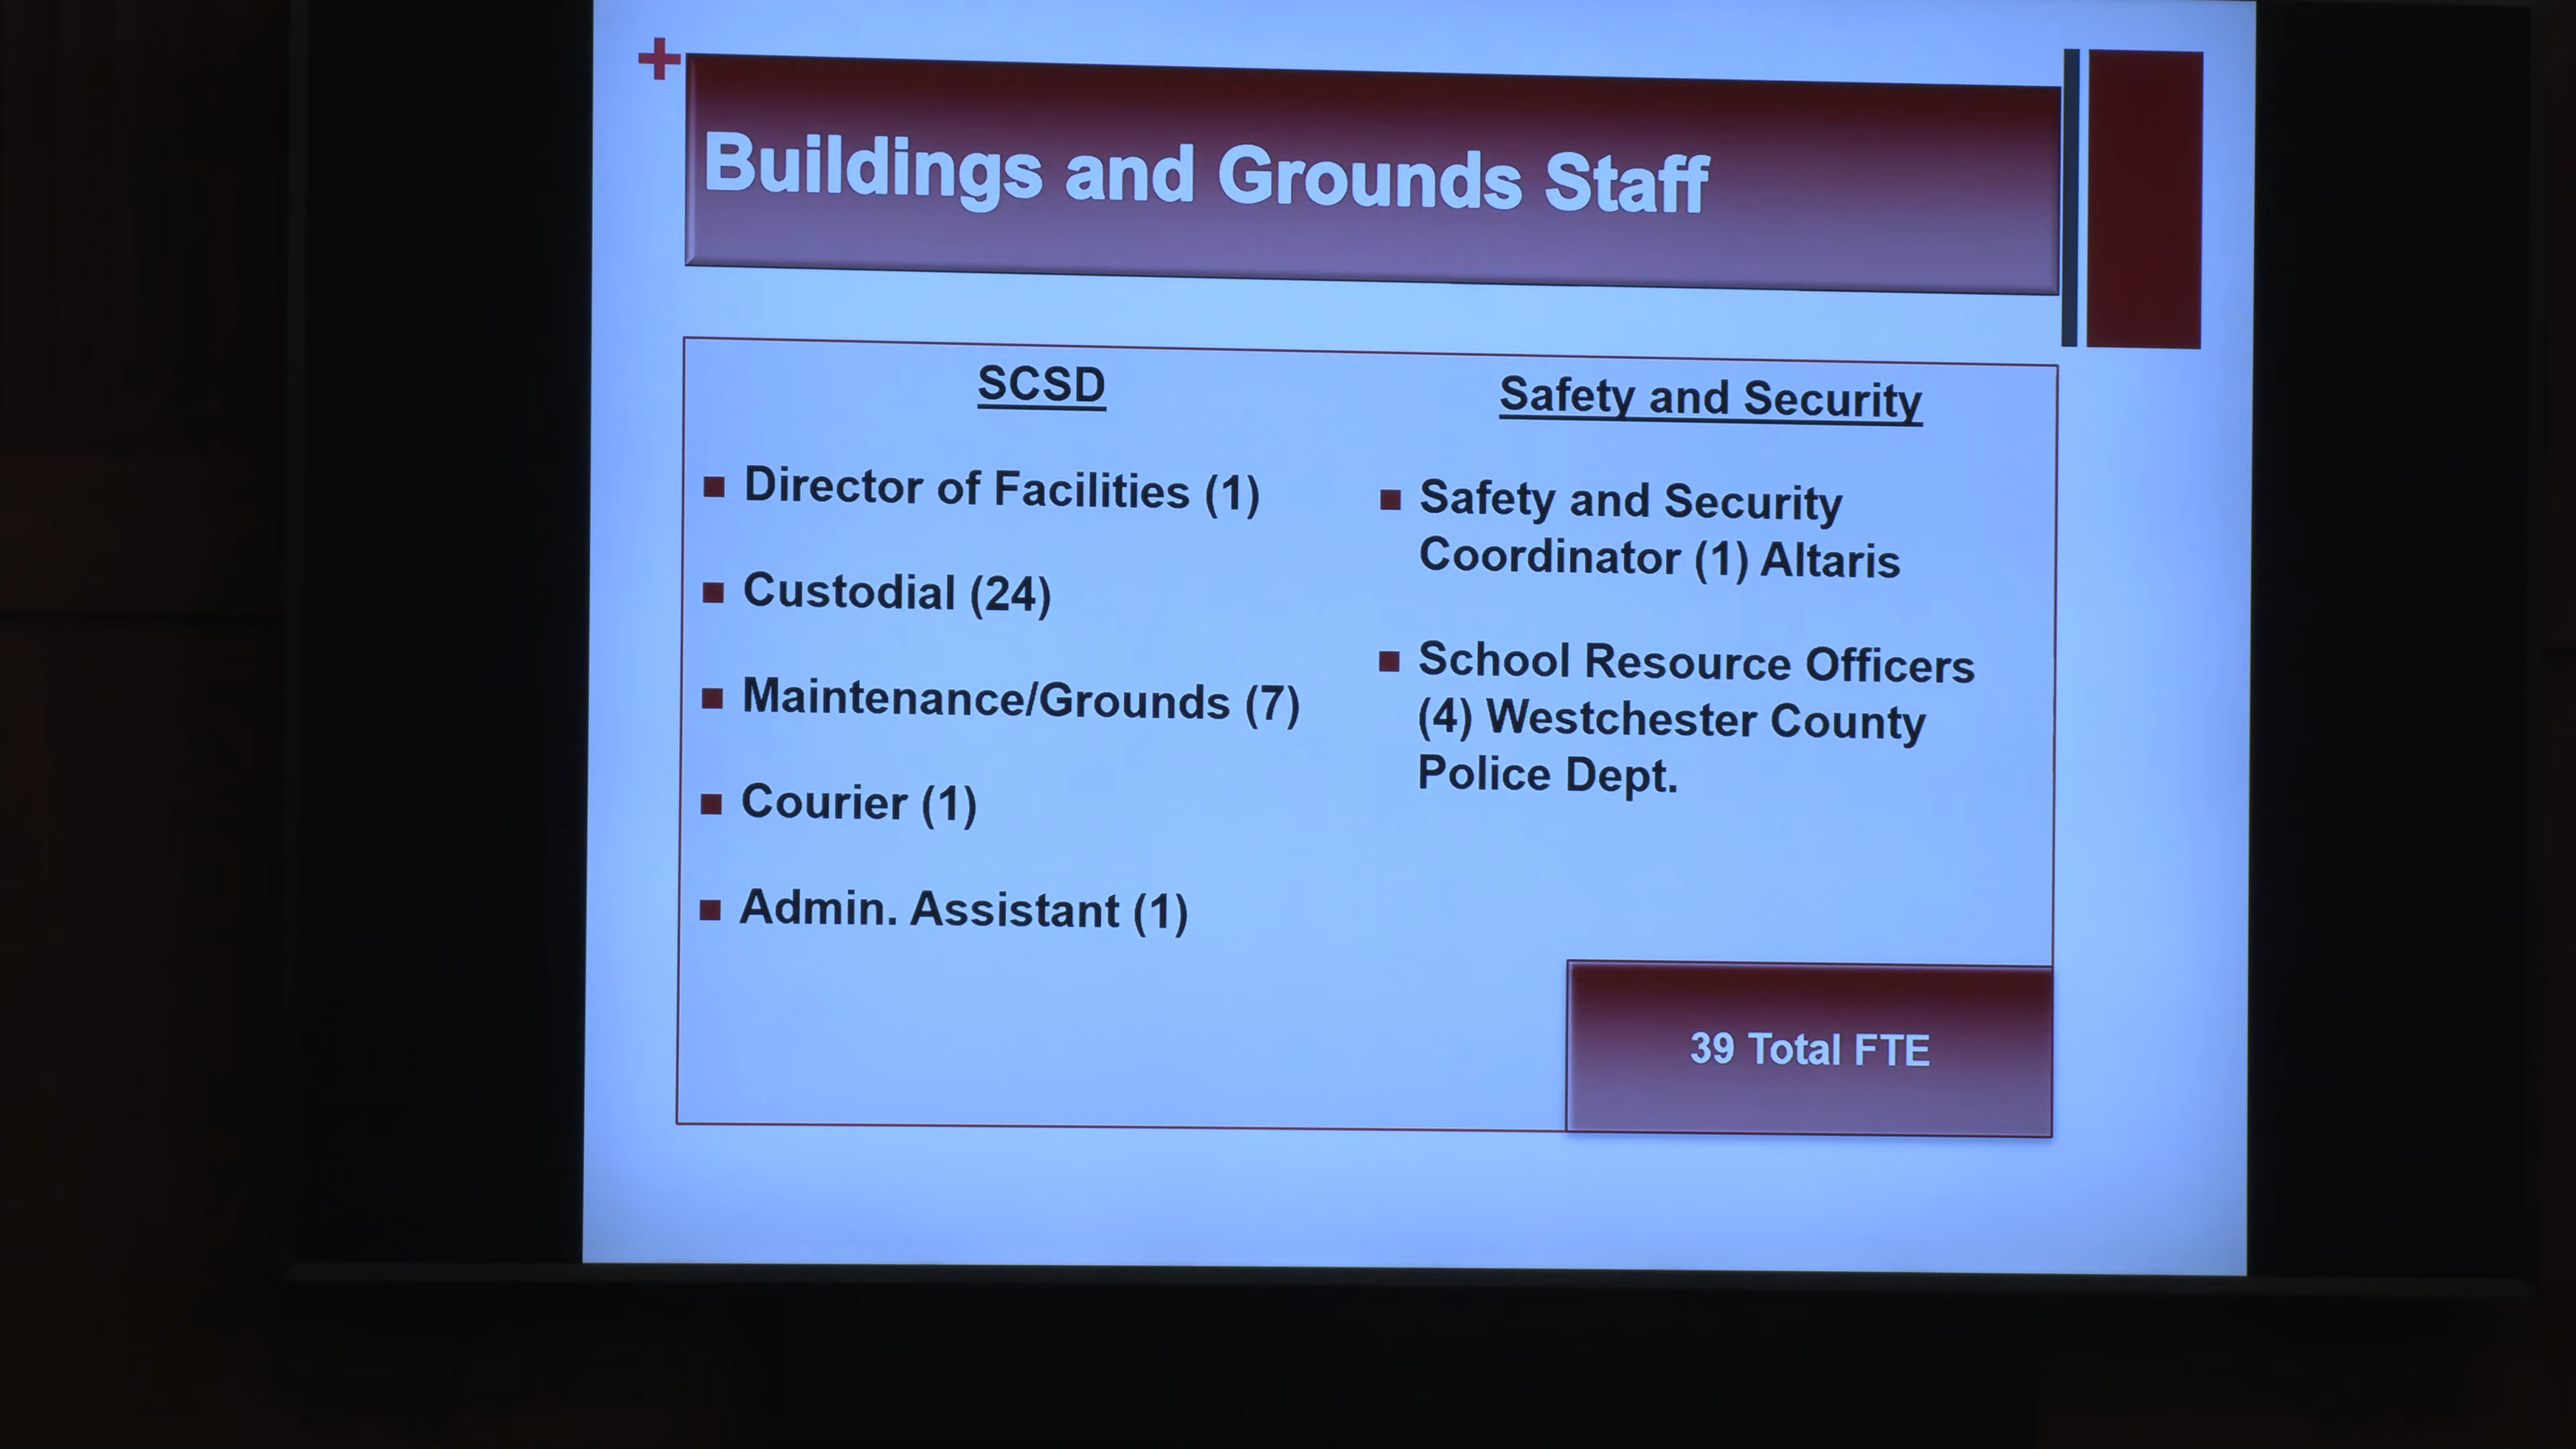 +
Buildings and Grounds Staff
SCSD
Director of Facilities (1)
Custodial (24)
Maintenance/Grounds (7)
Courier (1)
Admin. Assistant (1)
Safety and Security
Safety and Security
Coordinator (1) Altaris
School Resource Officers
(4) Westchester County
Police Dept.
39 Total FTE